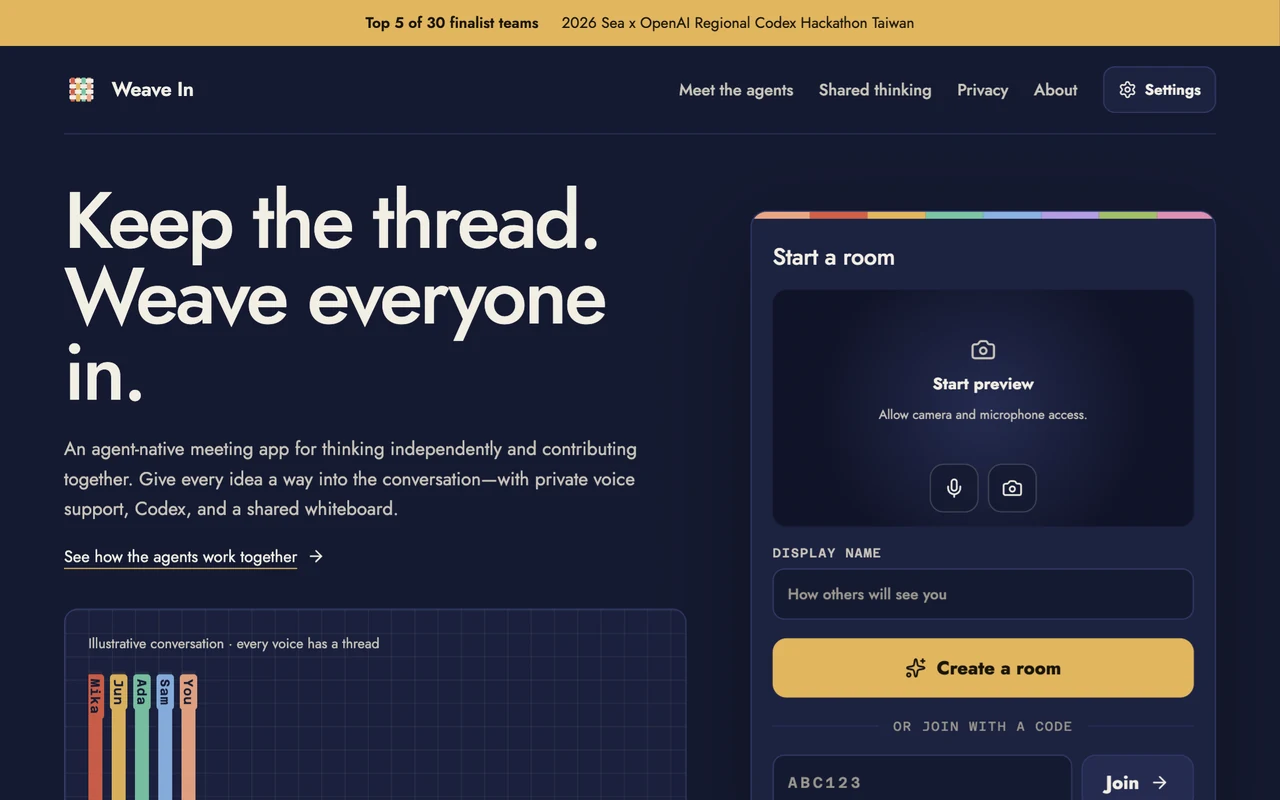 Top 5 of 30 finalist teams 2026 Sea x OpenAI Regional Codex Hackathon Taiwan
Weave In
Meet the agents Shared thinking Privacy About Settings
Keep the thread.
Weave everyone
in.
An agent-native meeting app for thinking independently and contributing
together. Give every idea a way into the conversation—with private voice
support, Codex, and a shared whiteboard.
See how the agents work together
Illustrative conversation · every voice has a thread
Mika
Jun
Ada
Sam
You
Start a room
Start preview
Allow camera and microphone access.
DISPLAY NAME
How others will see you
Create a room
OR JOIN WITH A CODE
ABC123
Join